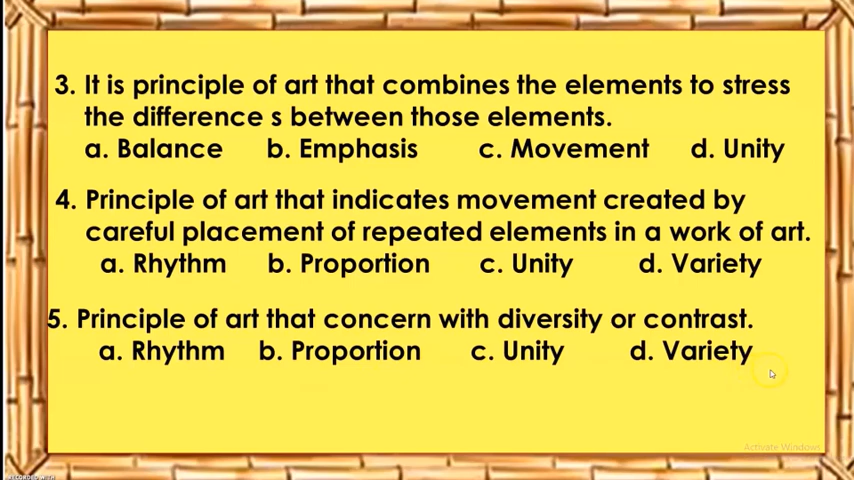 3. It is principle of art that combines the elements to stress
the difference s between those elements.
a. Balance b. Emphasis c. Movement d. Unity
4. Principle of art that indicates movement created by
careful placement of repeated elements in a work of art.
a. Rhythm b. Proportion c. Unity d. Variety
5. Principle of art that concern with diversity or contrast.
a. Rhythm b. Proportion c. Unity d. Variety
Activate Windows
RECORDED WITH